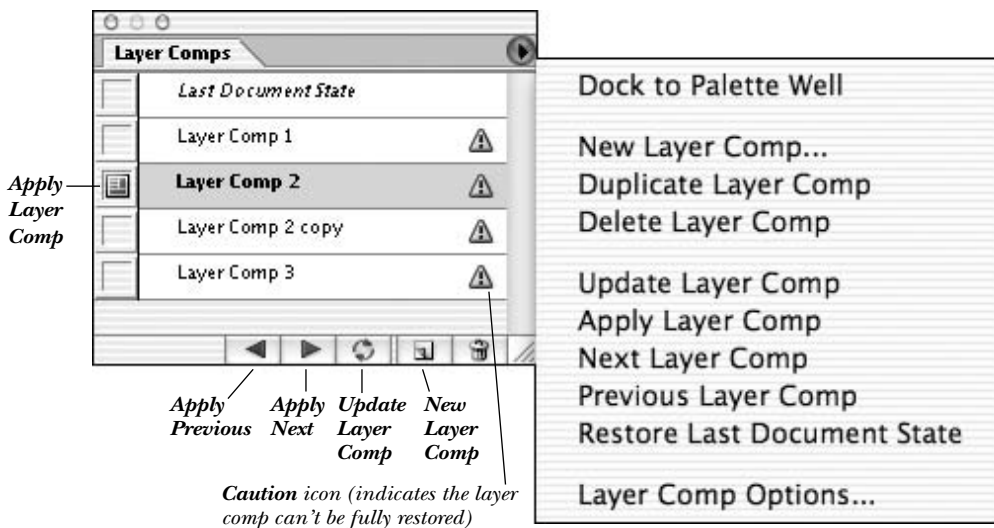 Layer Comps
Last Document State
Layer Comp 1
Layer Comp 2
Layer Comp 2 copy
Layer Comp 3
Apply
Layer
Comp
Apply
Previous
Apply
Next
Update
Layer
Comp
New
Layer
Comp
Caution icon (indicates the layer
comp can't be fully restored)
Dock to Palette Well
New Layer Comp...
Duplicate Layer Comp
Delete Layer Comp
Update Layer Comp
Apply Layer Comp
Next Layer Comp
Previous Layer Comp
Restore Last Document State
Layer Comp Options...